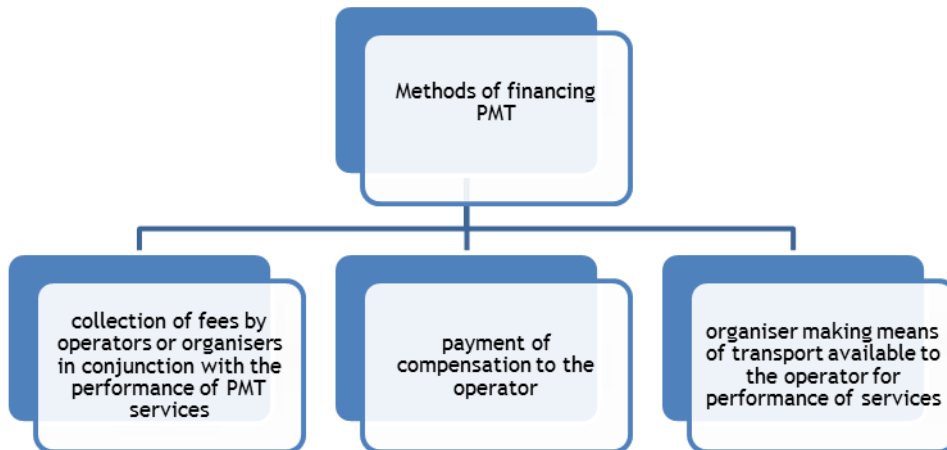 Methods of financing
PMT
collection of fees by
operators or organisers
in conjunction with the
performance of PMT
services
payment of
compensation to the
operator
organiser making means
of transport available to
the operator for
performance of services